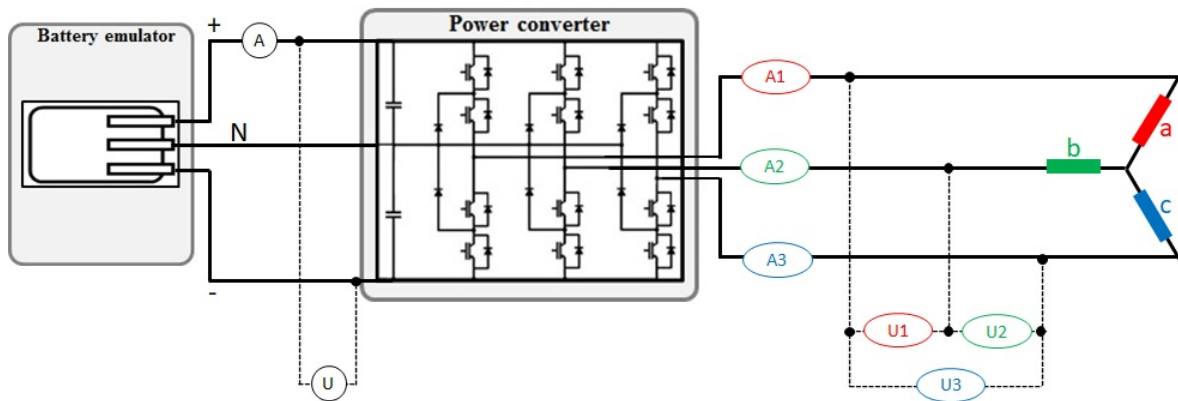 Battery emulator
+
A
Power converter
N
-
U
A1
A2
A3
a
b
c
U1
U2
U3